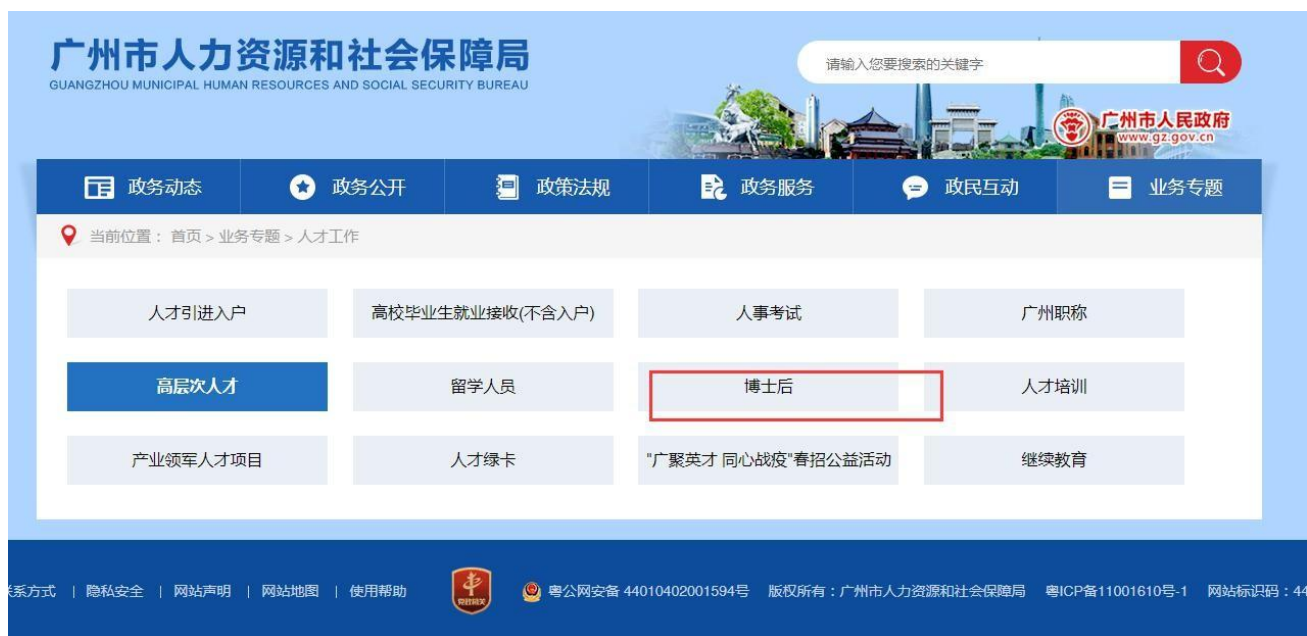 广州市人力资源和社会保障局
GUANGZHOU MUNICIPAL HUMAN RESOURCES AND SOCIAL SECURITY BUREAU
请输入您要搜索的关键字
广州市人民政府
www.gz.gov.cn
政务动态 政务公开 政策法规 政务服务 政民互动 业务专题
当前位置： 首页 > 业务专题 > 人才工作
人才引进入户 高校毕业生就业接收(不含入户) 人事考试 广州职称
高层次人才 留学人员 博士后 人才培训
产业领军人才项目 人才绿卡 "广聚英才 同心战疫"春招公益活动 继续教育
系方式 | 隐私安全 | 网站声明 | 网站地图 | 使用帮助 粤公网安备 44010402001594号 版权所有：广州市人力资源和社会保障局 粤ICP备11001610号-1 网站标识码：44